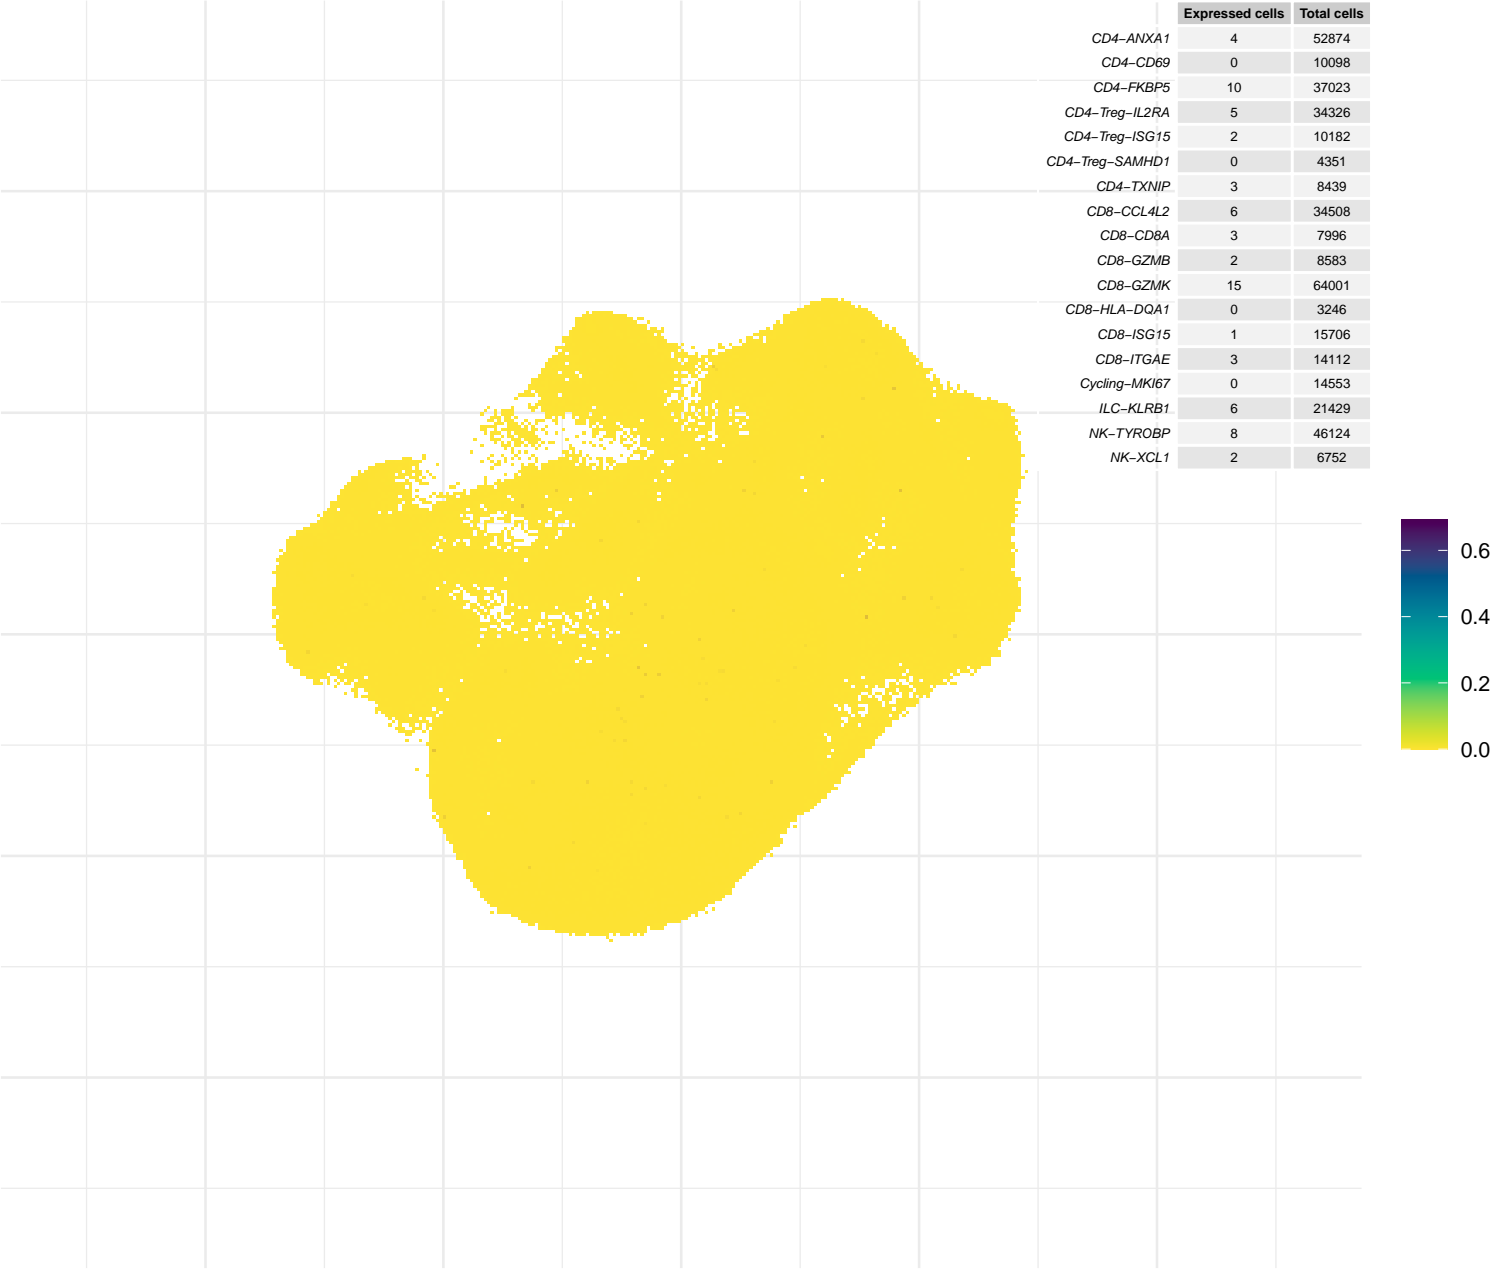 Expressed cells Total cells
CD4−ANXA1 4 52874
CD4−CD69 0 10098
CD4−FKBP5 10 37023
CD4−Treg−IL2RA 5 34326
CD4−Treg−ISG15 2 10182
CD4−Treg−SAMHD1 0 4351
CD4−TXNIP 3 8439
CD8−CCL4L2 6 34508
CD8−CD8A 3 7996
CD8−GZMB 2 8583
CD8−GZMK 15 64001
CD8−HLA−DQA1 0 3246
CD8−ISG15 1 15706
CD8−ITGAE 3 14112
Cycling−MKI67 0 14553
ILC−KLRB1 6 21429
NK−TYROBP 8 46124
NK−XCL1 2 6752
0.6
0.4
0.2
0.0